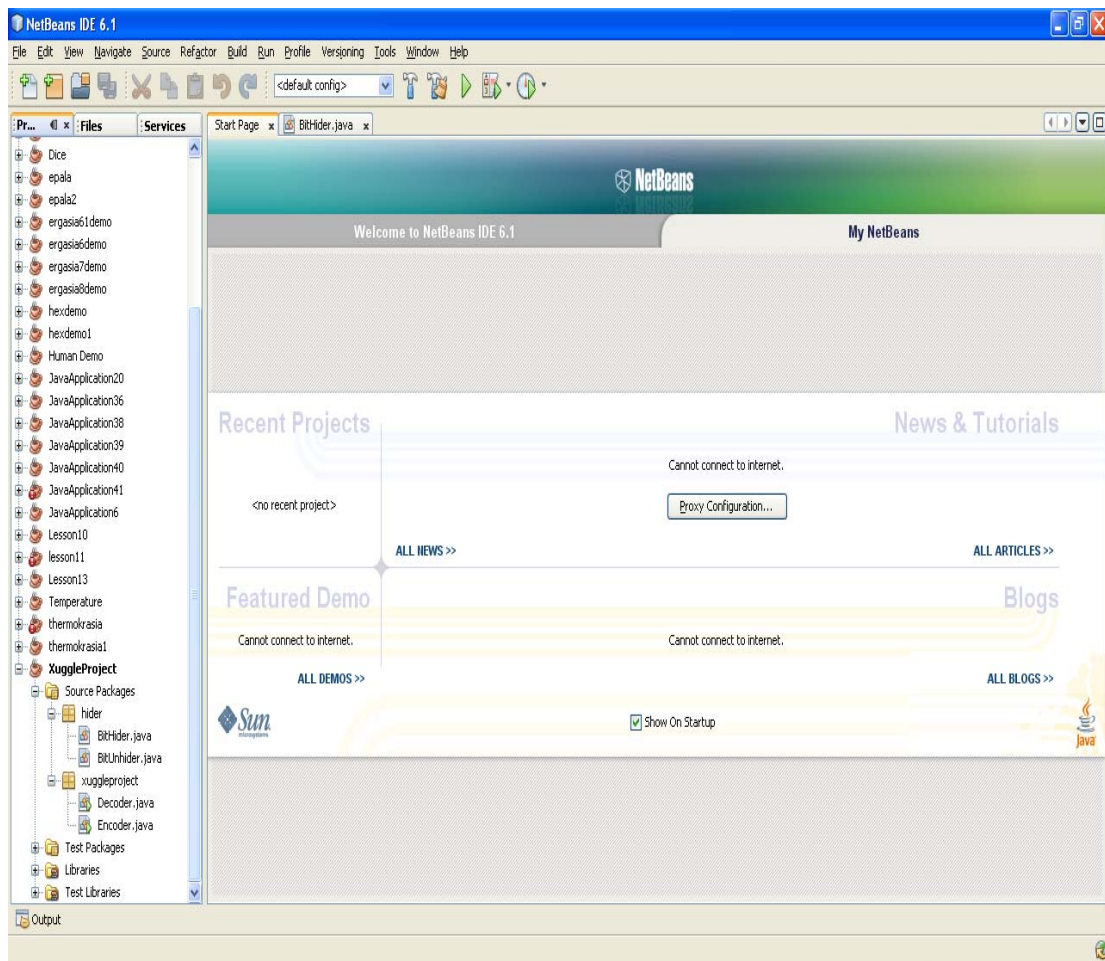 NetBeans IDE 6.1
File Edit View Navigate Source Refactor Build Run Profile Versioning Tools Window Help
<default config>
Pr... Files Services
Start Page BitHider.java
Dice
epala
epala2
ergasia61demo
ergasia6demo
ergasia7demo
ergasia8demo
hexdemo
hexdemo1
Human Demo
JavaApplication20
JavaApplication36
JavaApplication38
JavaApplication39
JavaApplication40
JavaApplication41
JavaApplication6
Lesson10
lesson11
Lesson13
Temperature
thermokrasia
thermokrasia1
XuggleProject
Source Packages
hider
BitHider.java
BitUnhider.java
xuggleproject
Decoder.java
Encoder.java
Test Packages
Libraries
Test Libraries
NetBeans
Welcome to NetBeans IDE 6.1 My NetBeans
Recent Projects
<no recent project>
News & Tutorials
Cannot connect to internet.
Proxy Configuration...
ALL NEWS >> ALL ARTICLES >>
Featured Demo
Cannot connect to internet.
ALL DEMOS >>
Blogs
Cannot connect to internet.
ALL BLOGS >>
Sun
microsystems
Show On Startup
Java
Output